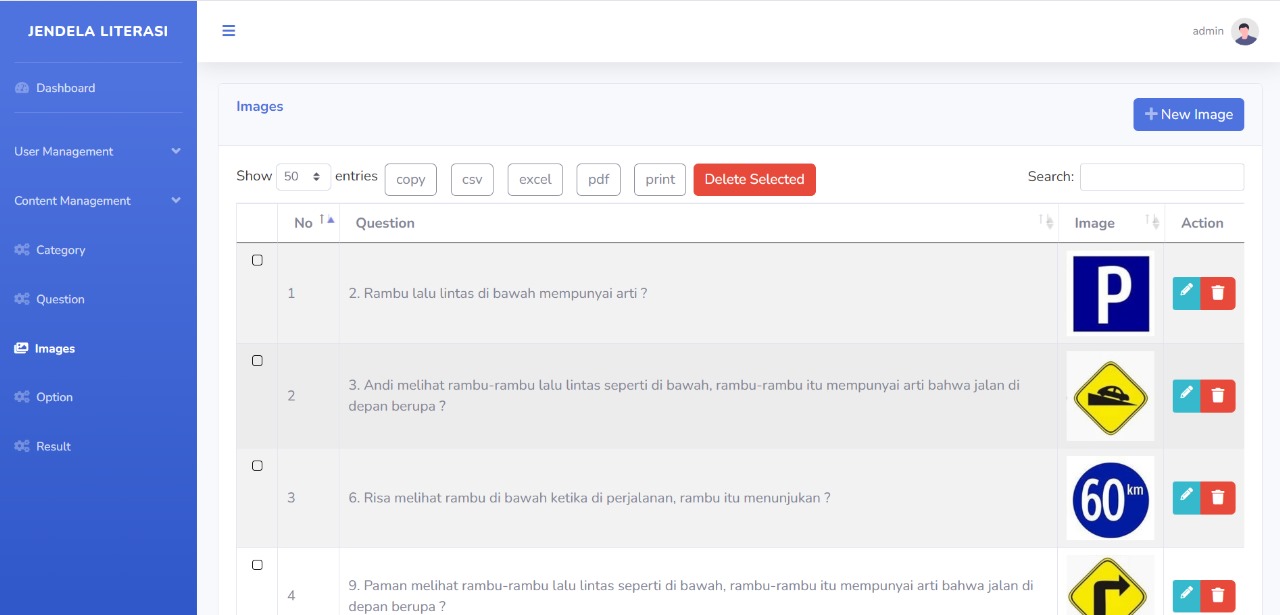 JENDELA LITERASI
admin
Dashboard
User Management
Content Management
Category
Question
Images
Option
Result
Images
New Image
Show 50 entries copy csv excel pdf print Delete Selected Search:
No Question Image Action
1 2. Rambu lalu lintas di bawah mempunyai arti ? P
2 3. Andi melihat rambu-rambu lalu lintas seperti di bawah, rambu-rambu itu mempunyai arti bahwa jalan di
depan berupa ?
3 6. Risa melihat rambu di bawah ketika di perjalanan, rambu itu menunjukan ? 60 km
4 9. Paman melihat rambu-rambu lalu lintas seperti di bawah, rambu-rambu itu mempunyai arti bahwa jalan di
depan berupa ?